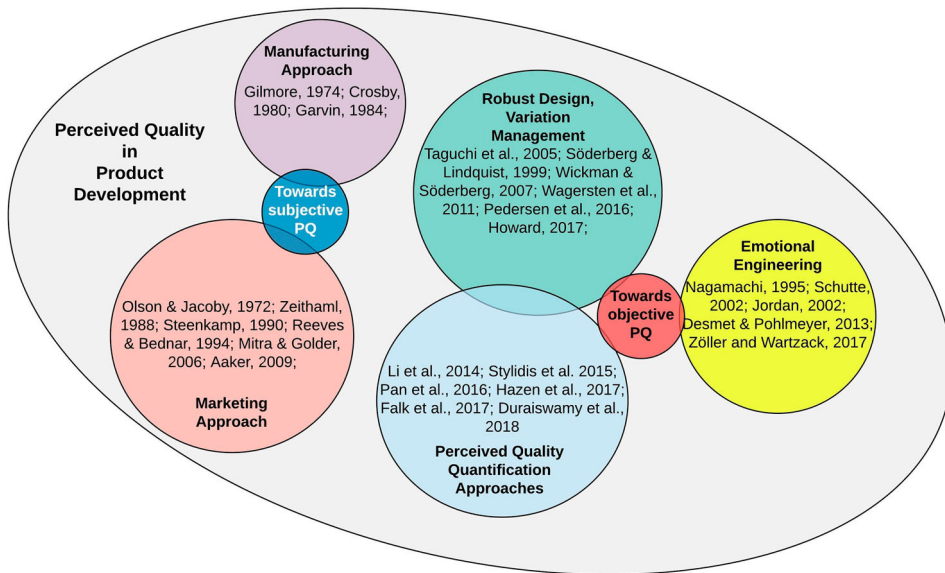 Manufacturing
Approach
Gilmore, 1974; Crosby,
1980; Garvin, 1984;
Perceived Quality
in
Product
Development
Towards
subjective
PQ
Olson & Jacoby, 1972; Zeithaml,
1988; Steenkamp, 1990; Reeves
& Bednar, 1994; Mitra & Golder,
2006; Aaker, 2009;
Marketing
Approach
Robust Design,
Variation
Management
Taguchi et al., 2005; Söderberg &
Lindquist, 1999; Wickman &
Söderberg, 2007; Wagersten et al.,
2011; Pedersen et al., 2016;
Howard, 2017;
Towards
objective
PQ
Emotional
Engineering
Nagamachi, 1995; Schutte,
2002; Jordan, 2002;
Desmet & Pohlmeyer, 2013;
Zöller and Wartzack, 2017
Li et al., 2014; Stylidis et al. 2015;
Pan et al., 2016; Hazen et al., 2017;
Falk et al., 2017; Duraiswamy et al.,
2018
Perceived Quality
Quantification
Approaches